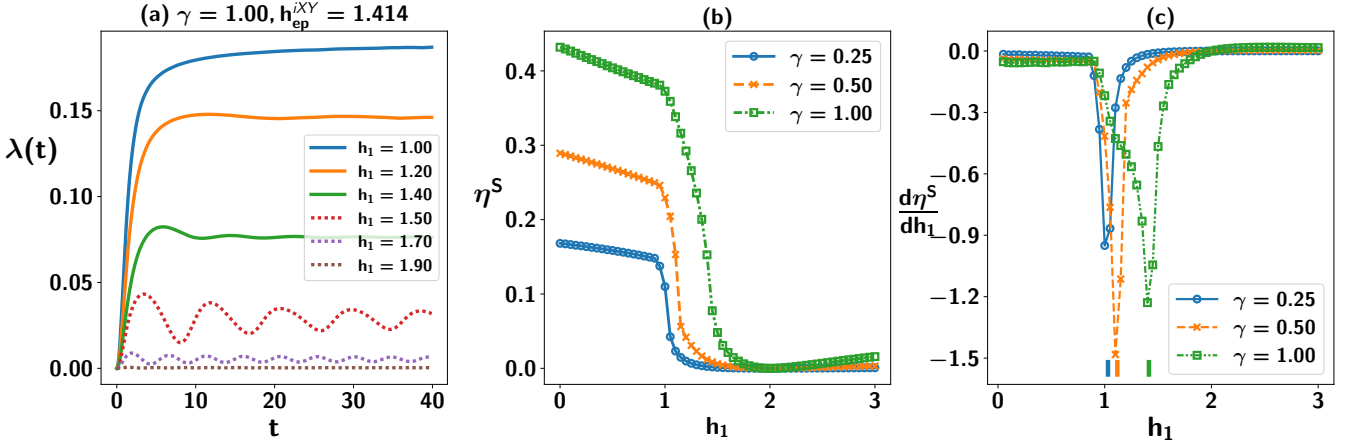 (a) γ = 1.00, h_ep^iXY = 1.414
λ(t)
0.15
0.10
0.05
0.00
h₁ = 1.00
h₁ = 1.20
h₁ = 1.40
h₁ = 1.50
h₁ = 1.70
h₁ = 1.90
0 10 20 30 40
t
(b)
η^S
0.4
0.3
0.2
0.1
0.0
γ = 0.25
γ = 0.50
γ = 1.00
0 1 2 3
h₁
(c)
dη^S
dh₁
0.0
−0.3
−0.6
−0.9
−1.2
−1.5
γ = 0.25
γ = 0.50
γ = 1.00
0 1 2 3
h₁